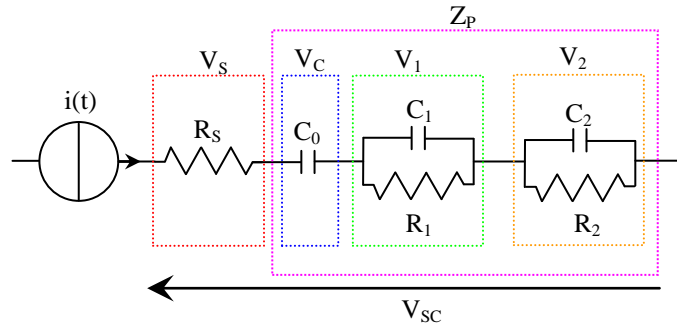 Z_P
V_S V_C V_1 V_2
i(t)
R_S C_0 C_1 C_2
R_1 R_2
V_SC